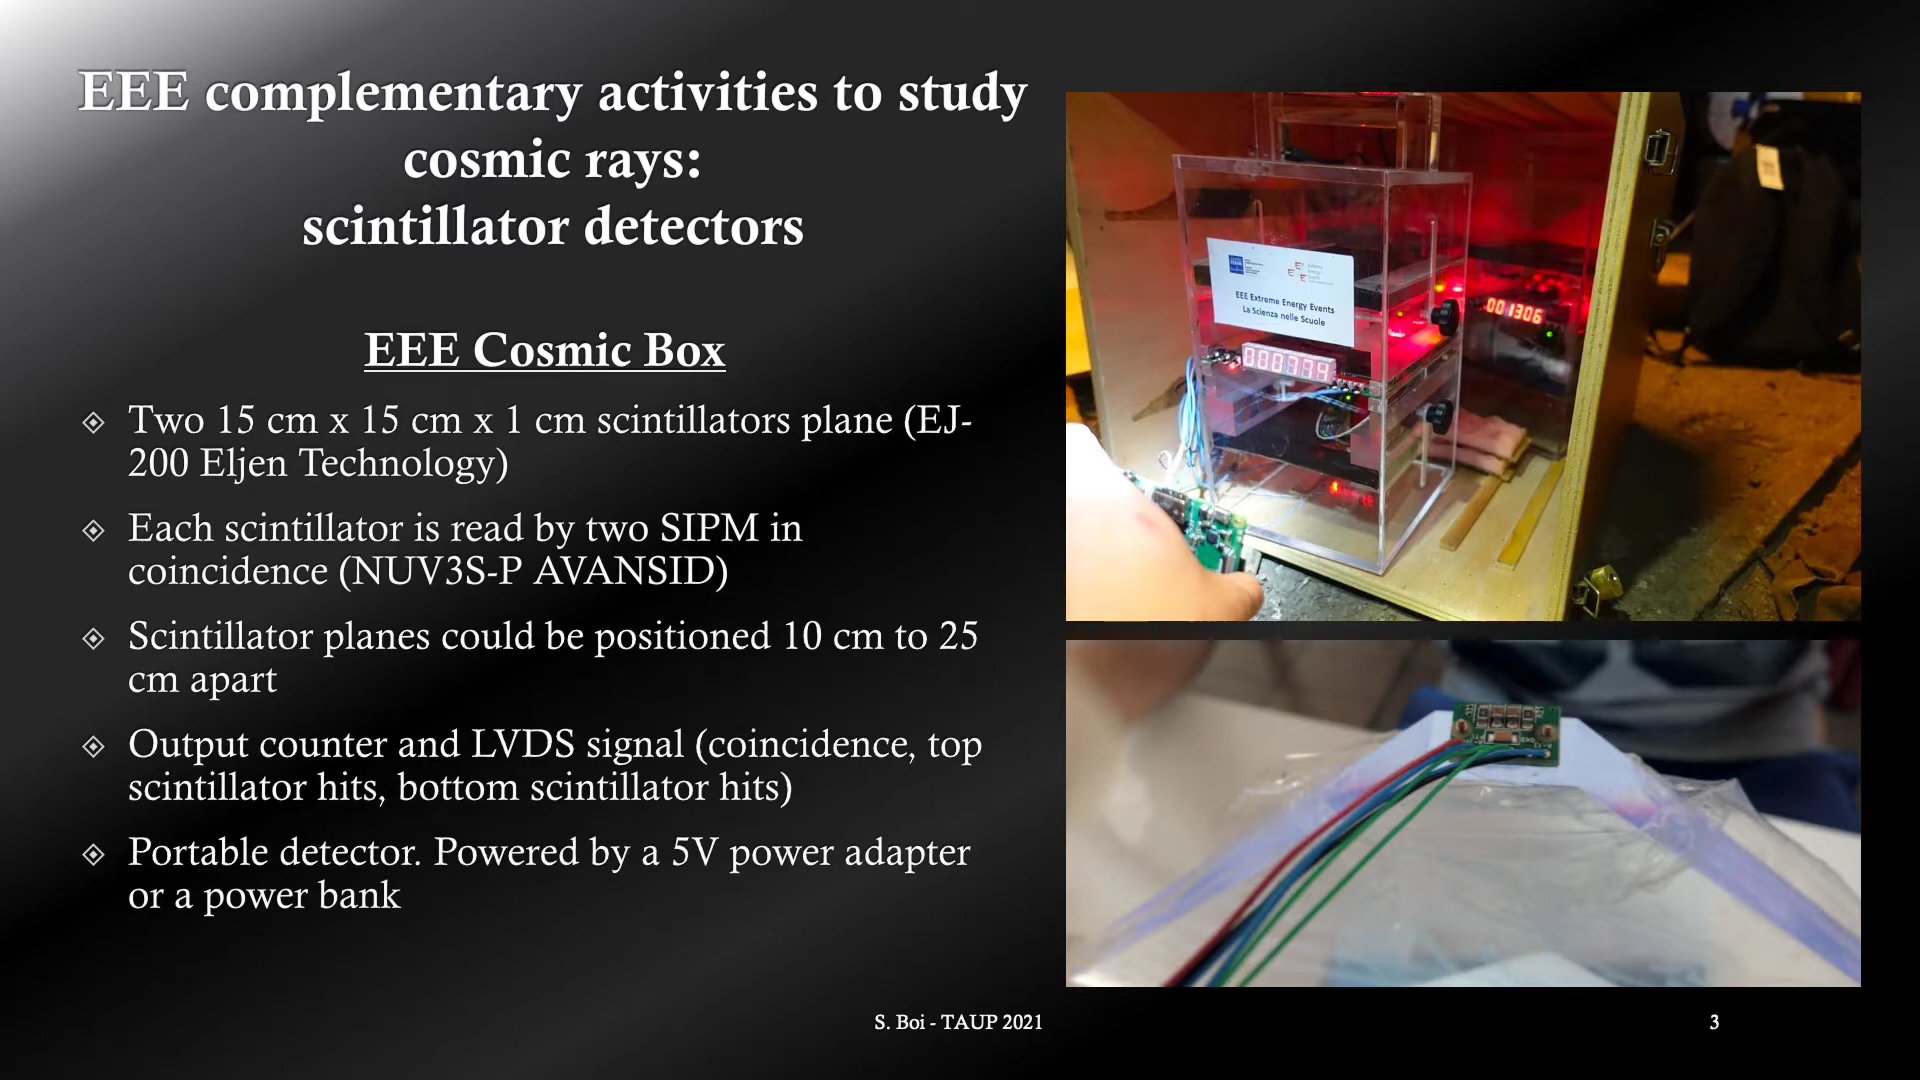 EEE complementary activities to study
cosmic rays:
scintillator detectors
EEE Cosmic Box
Two 15 cm x 15 cm x 1 cm scintillators plane (EJ-
200 Eljen Technology)
Each scintillator is read by two SIPM in
coincidence (NUV3S-P AVANSID)
Scintillator planes could be positioned 10 cm to 25
cm apart
Output counter and LVDS signal (coincidence, top
scintillator hits, bottom scintillator hits)
Portable detector. Powered by a 5V power adapter
or a power bank
EEE Extreme Energy Events
La Scienza nelle Scuole
001306
000774
S. Boi - TAUP 2021
3